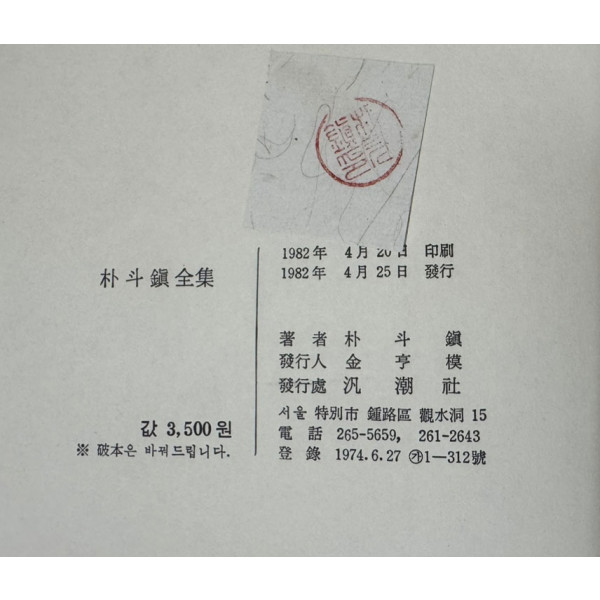 1982年 4月 20日 印刷
1982年 4月 25日 發行
朴斗鎭全集
著者 朴斗鎭
發行人 金亨模
發行處 汎潮社
서울 特別市 鍾路區 觀水洞 15
電話 265-5659, 261-2643
登錄 1974.6.27 ㉮1—312號
값 3,500원
※ 破本은 바꿔드립니다.